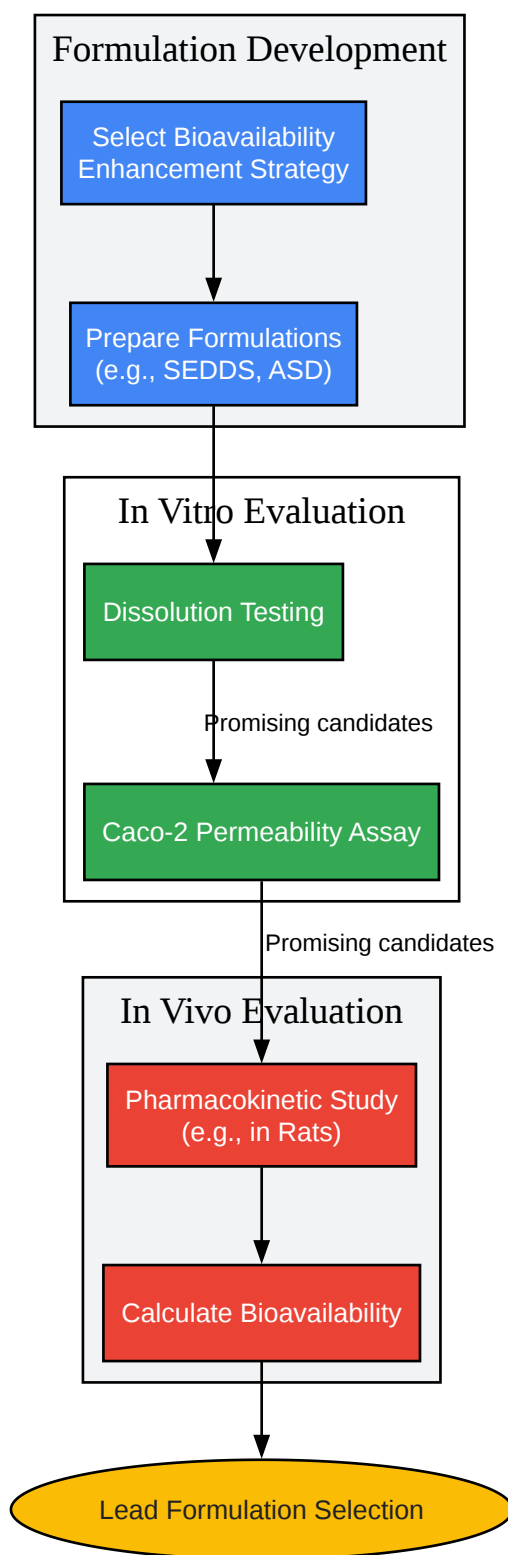 Formulation Development
Select Bioavailability
Enhancement Strategy
Prepare Formulations
(e.g., SEDDS, ASD)
In Vitro Evaluation
Dissolution Testing
Promising candidates
Caco-2 Permeability Assay
Promising candidates
In Vivo Evaluation
Pharmacokinetic Study
(e.g., in Rats)
Calculate Bioavailability
Lead Formulation Selection